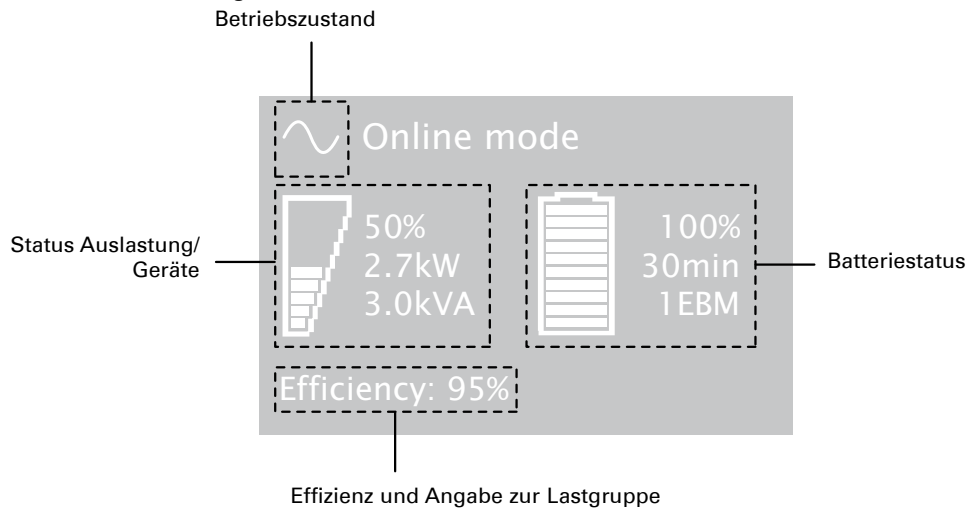 Betriebszustand
Online mode
Status Auslastung/
Geräte
50%
2.7kW
3.0kVA
100%
30min
1EBM
Batteriestatus
Efficiency: 95%
Effizienz und Angabe zur Lastgruppe